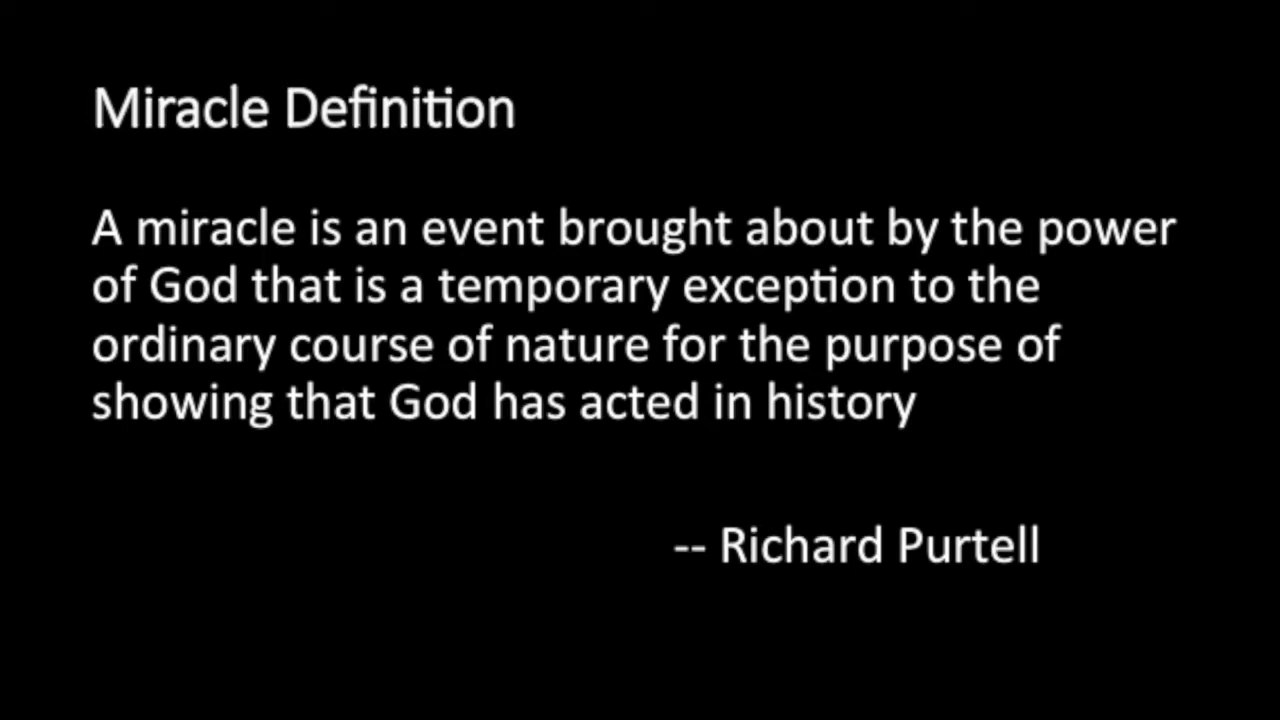 Miracle Definition
A miracle is an event brought about by the power
of God that is a temporary exception to the
ordinary course of nature for the purpose of
showing that God has acted in history
-- Richard Purtell